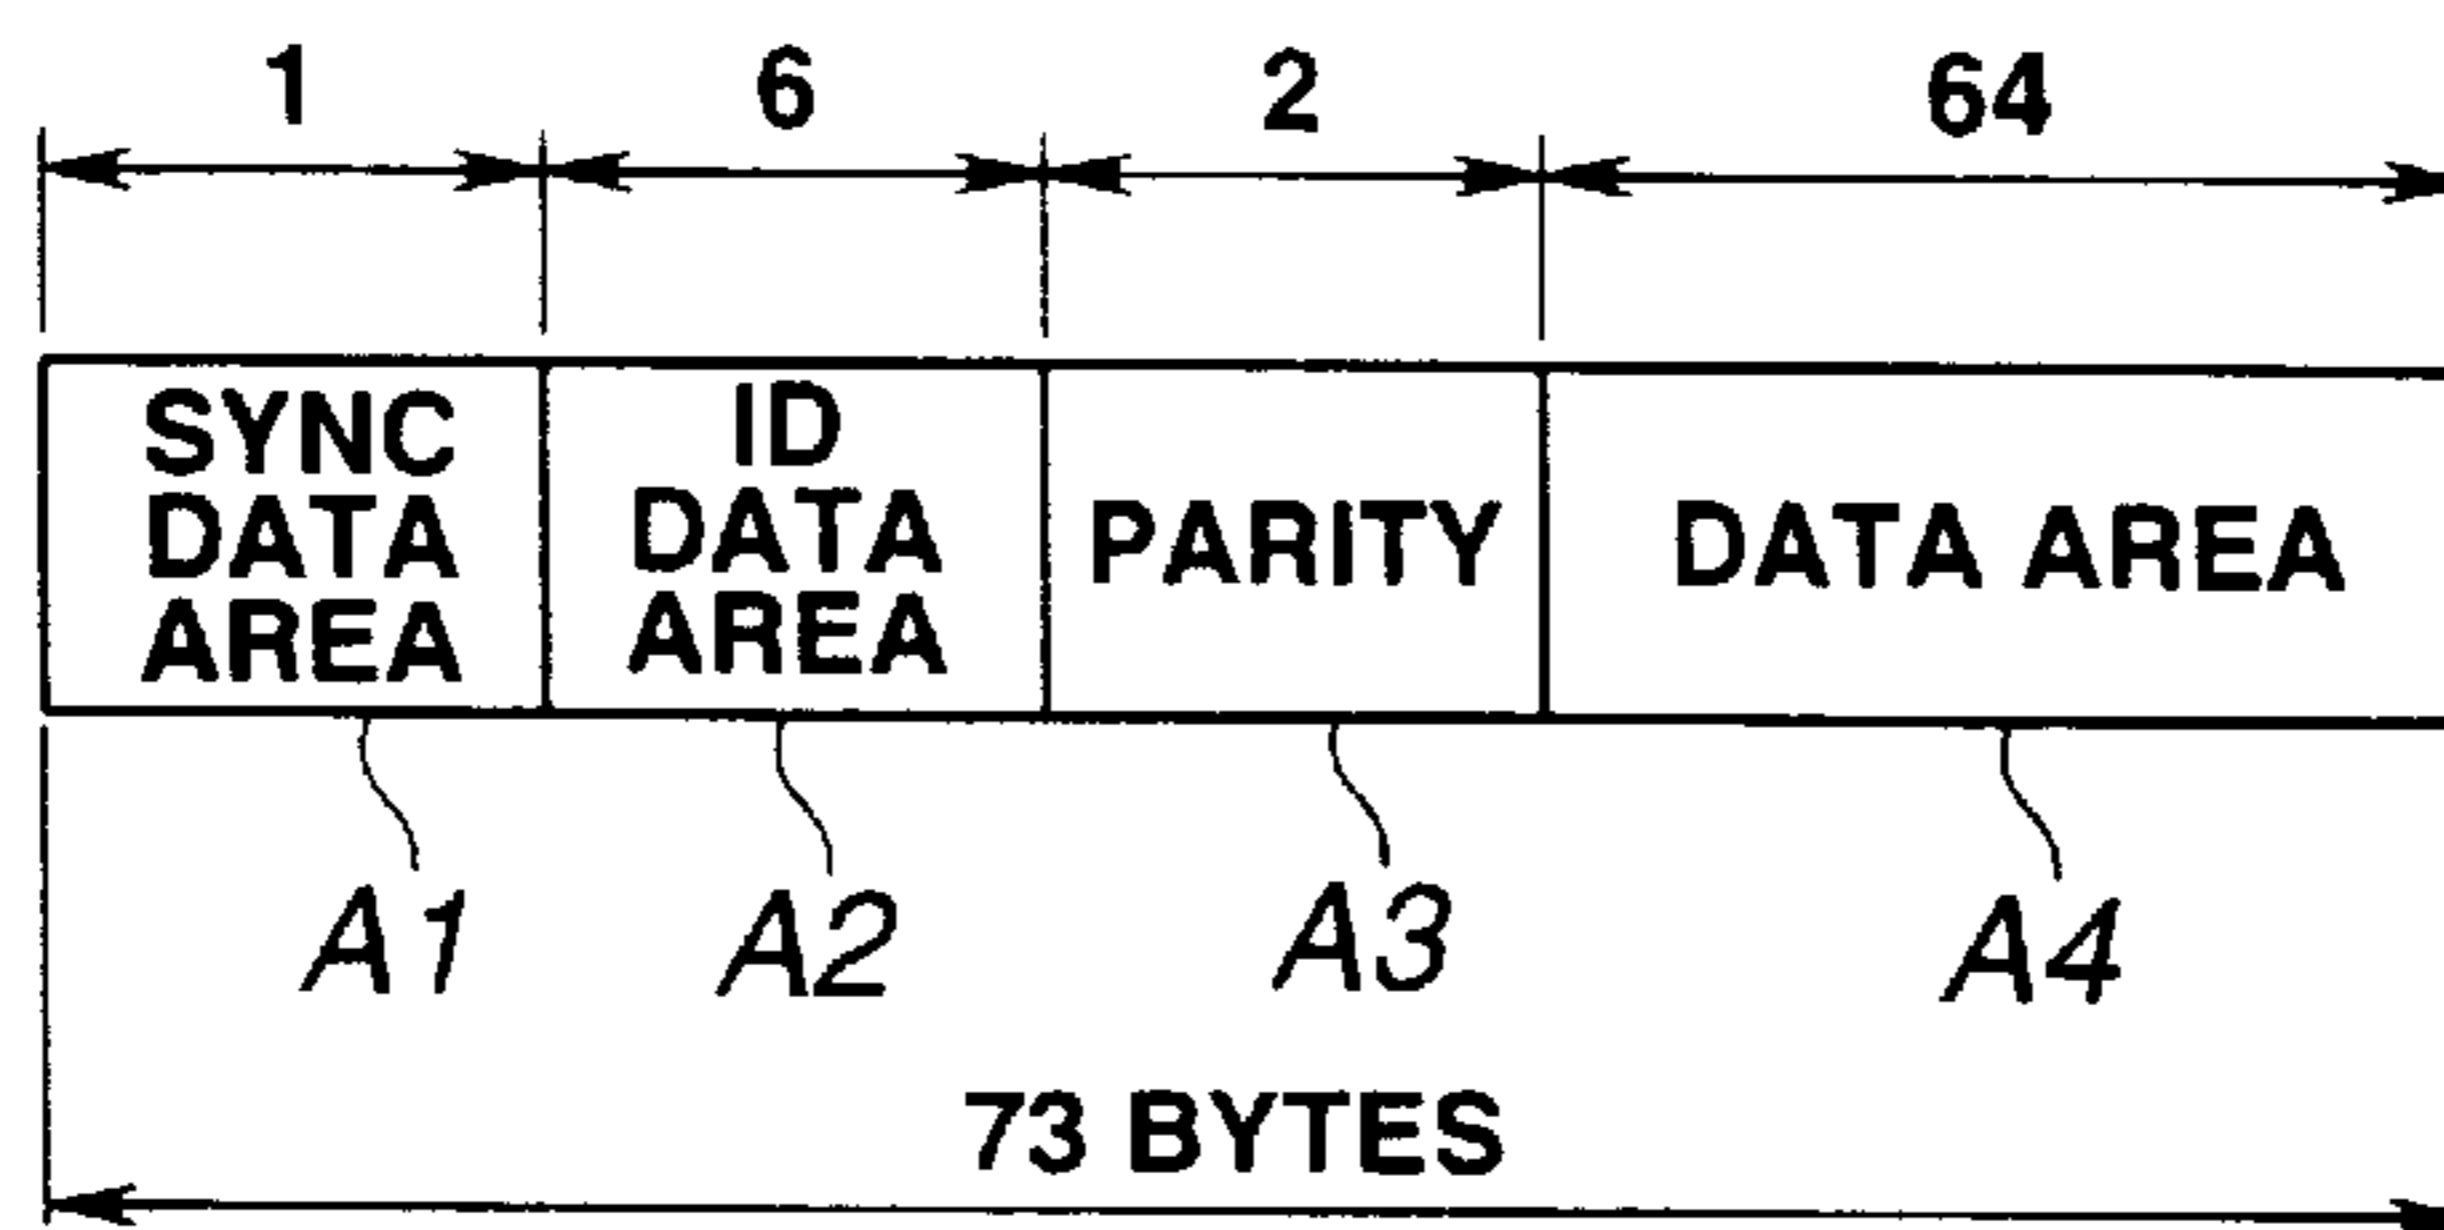 1 6 2 64
SYNC
DATA
AREA
ID
DATA
AREA
PARITY
DATA AREA
A1 A2 A3 A4
73 BYTES